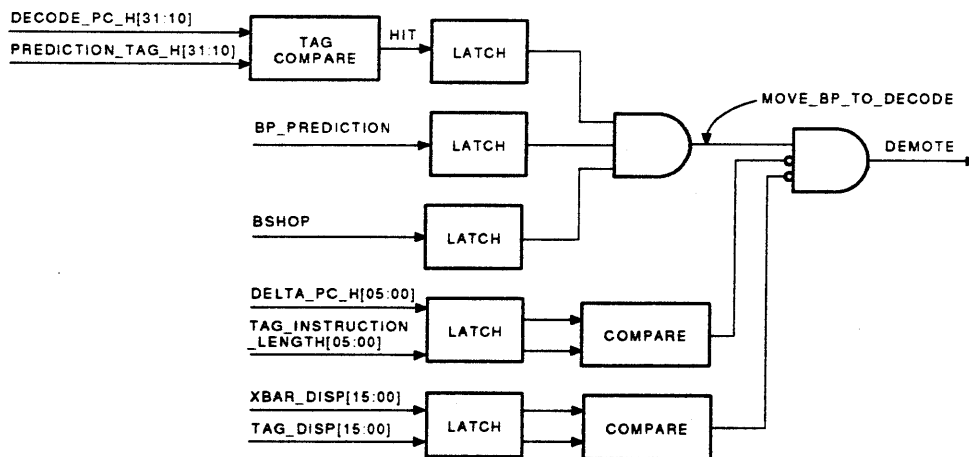 DECODE_PC_H[31:10]
PREDICTION_TAG_H[31:10]
TAG
COMPARE
HIT
LATCH
BP_PREDICTION
LATCH
BSHOP
LATCH
MOVE_BP_TO_DECODE
DEMOTE
DELTA_PC_H[05:00]
TAG_INSTRUCTION
_LENGTH[05:00]
LATCH
COMPARE
XBAR_DISP[15:00]
TAG_DISP[15:00]
LATCH
COMPARE